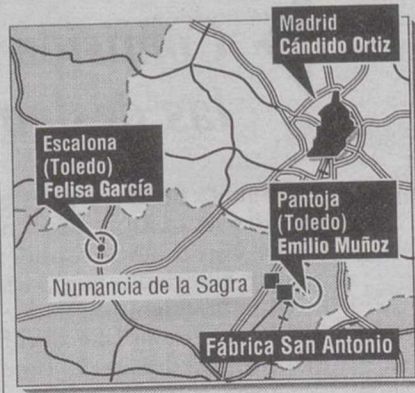 Madrid
Cándido Ortiz
Escalona
(Toledo)
Felisa García
Pantoja
(Toledo)
Emilio Muñoz
Numancia de la Sagra
Fábrica San Antonio